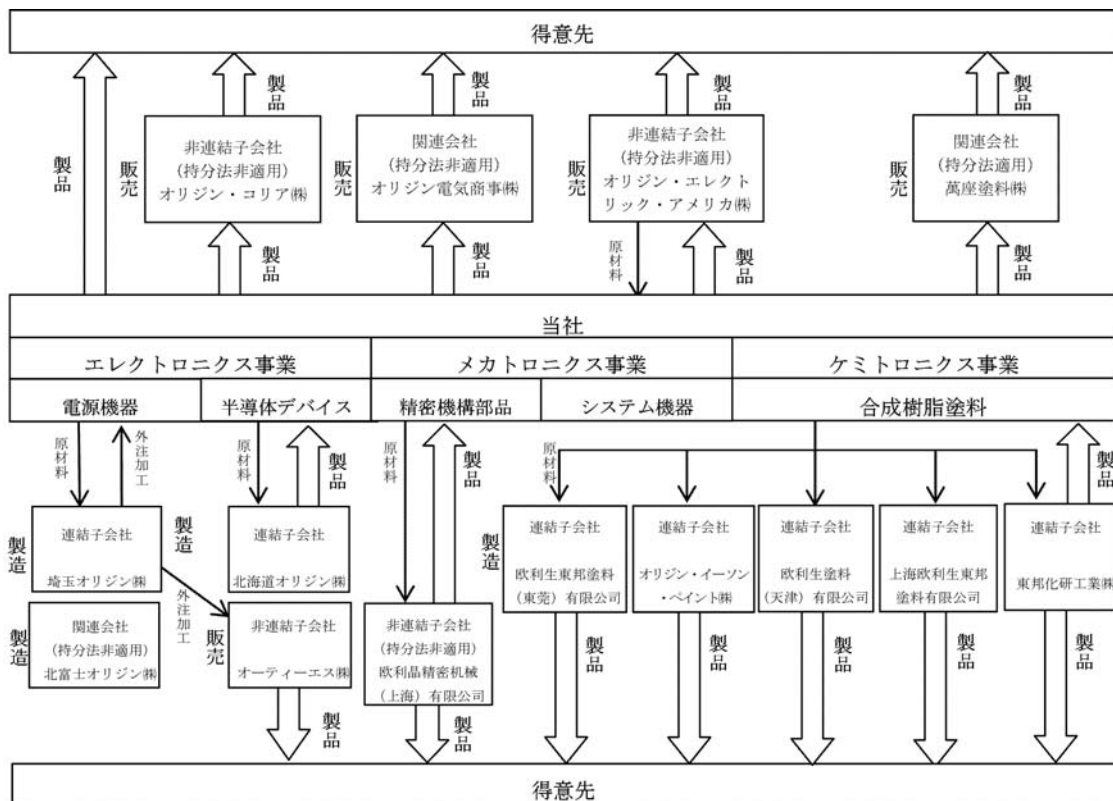 得意先
製品
製品
販売
非連結子会社
(持分法非適用)
オリジン・コリア㈱
製品
製品
販売
関連会社
(持分法非適用)
オリジン電気商事㈱
製品
製品
販売
非連結子会社
(持分法非適用)
オリジン・エレクト
リック・アメリカ㈱
原材料
製品
製品
販売
関連会社
(持分法適用)
萬座塗料㈱
製品
当社
エレクトロニクス事業
メカトロニクス事業
ケミトロニクス事業
電源機器
半導体デバイス
精密機構部品
システム機器
合成樹脂塗料
原材料
外注加工
原材料
製品
原材料
製品
原材料
製品
製造
連結子会社
埼玉オリジン㈱
製造
連結子会社
北海道オリジン㈱
製造
連結子会社
欧利生東邦塗料
(東莞)有限公司
連結子会社
オリジン・イーソン
・ペイント㈱
連結子会社
欧利生塗料
(天津)有限公司
連結子会社
上海欧利生東邦
塗料有限公司
連結子会社
東邦化研工業㈱
製造
関連会社
(持分法非適用)
北富士オリジン㈱
外注加工
販売
非連結子会社
オーティーエス㈱
非連結子会社
(持分法非適用)
欧利晶精密机械
(上海)有限公司
製品
製品
製品
製品
製品
製品
製品
得意先